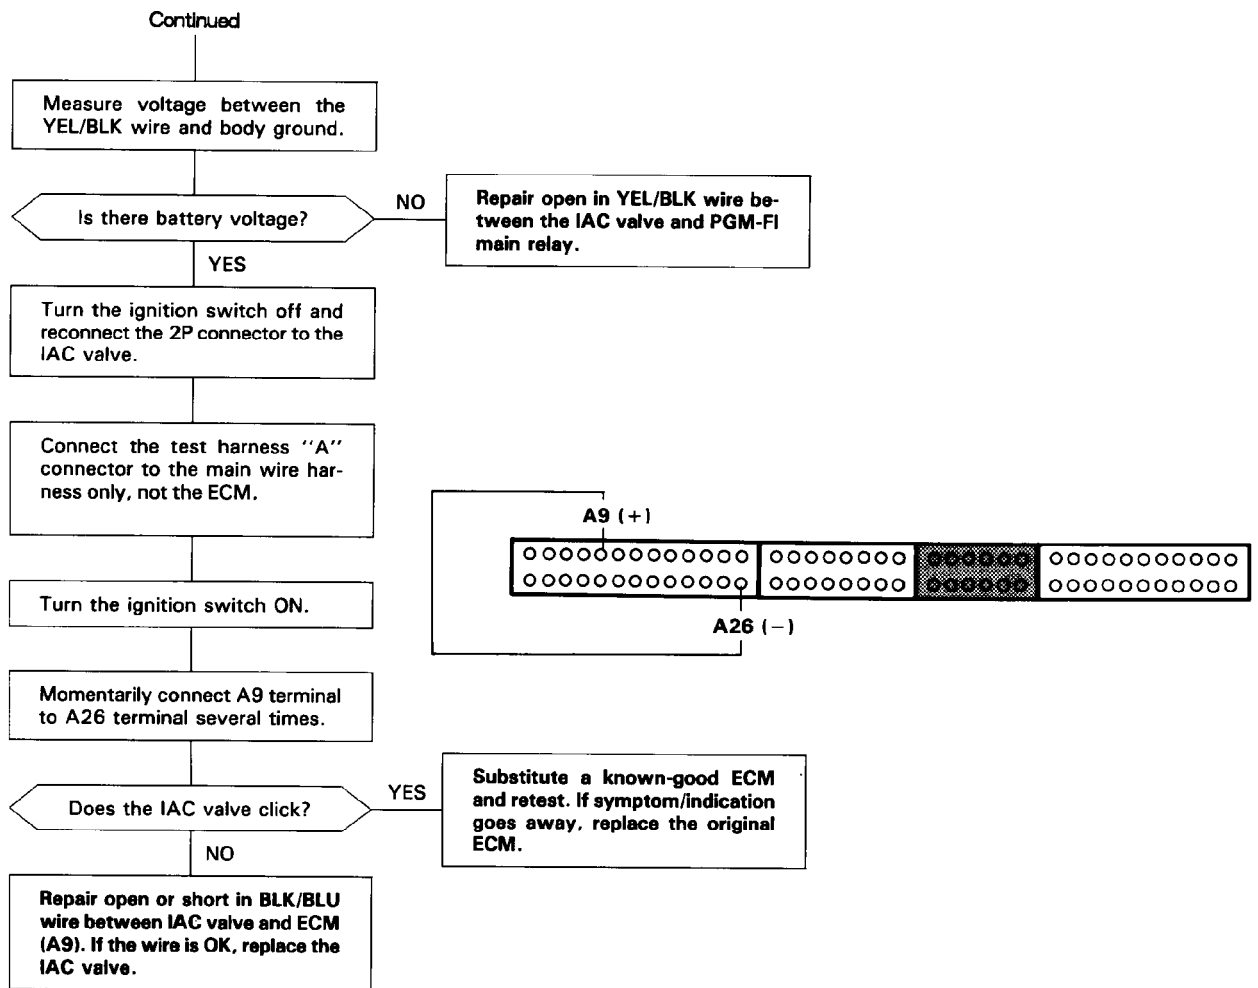 Continued
Measure voltage between the
YEL/BLK wire and body ground.
Is there battery voltage?
NO
Repair open in YEL/BLK wire be-
tween the IAC valve and PGM-FI
main relay.
YES
Turn the ignition switch off and
reconnect the 2P connector to the
IAC valve.
Connect the test harness "A"
connector to the main wire har-
ness only, not the ECM.
A9 (+)
A26 (−)
Turn the ignition switch ON.
Momentarily connect A9 terminal
to A26 terminal several times.
Does the IAC valve click?
YES
Substitute a known-good ECM
and retest. If symptom/indication
goes away, replace the original
ECM.
NO
Repair open or short in BLK/BLU
wire between IAC valve and ECM
(A9). If the wire is OK, replace the
IAC valve.